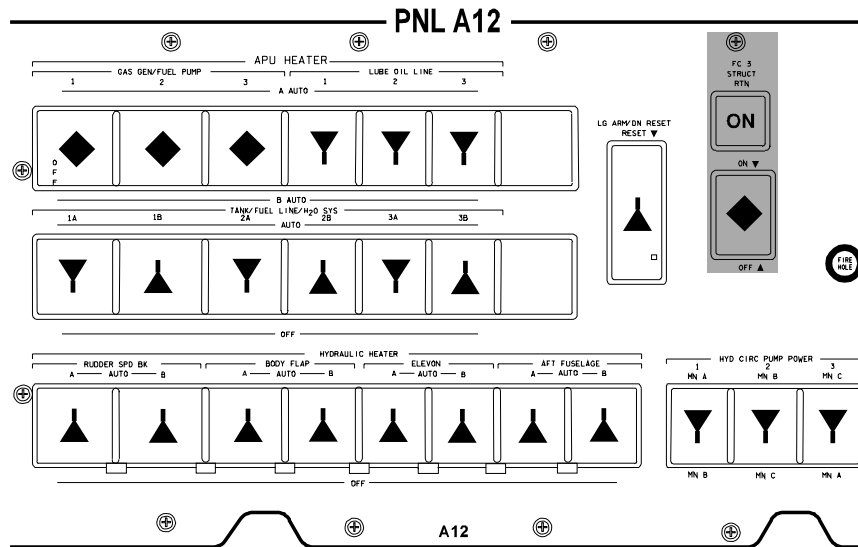 PNL A12
APU HEATER
GAS GEN/FUEL PUMP
LUBE OIL LINE
1 2 3 1 2 3
A AUTO
OFF
B AUTO
TANK/FUEL LINE/H2O SYS
1A 1B 2A 2B 3A 3B
AUTO
OFF
LG ARM/DN RESET
RESET ▼
FC 3
STRUCT
RTN
ON
ON ▼
OFF ▲
FIRE
HOLE
HYDRAULIC HEATER
RUDDER SPD BK BODY FLAP ELEVON AFT FUSELAGE
A AUTO B A AUTO B A AUTO B A AUTO B
OFF
HYD CIRC PUMP POWER
1 2 3
MN A MN B MN C
MN B MN C MN A
A12